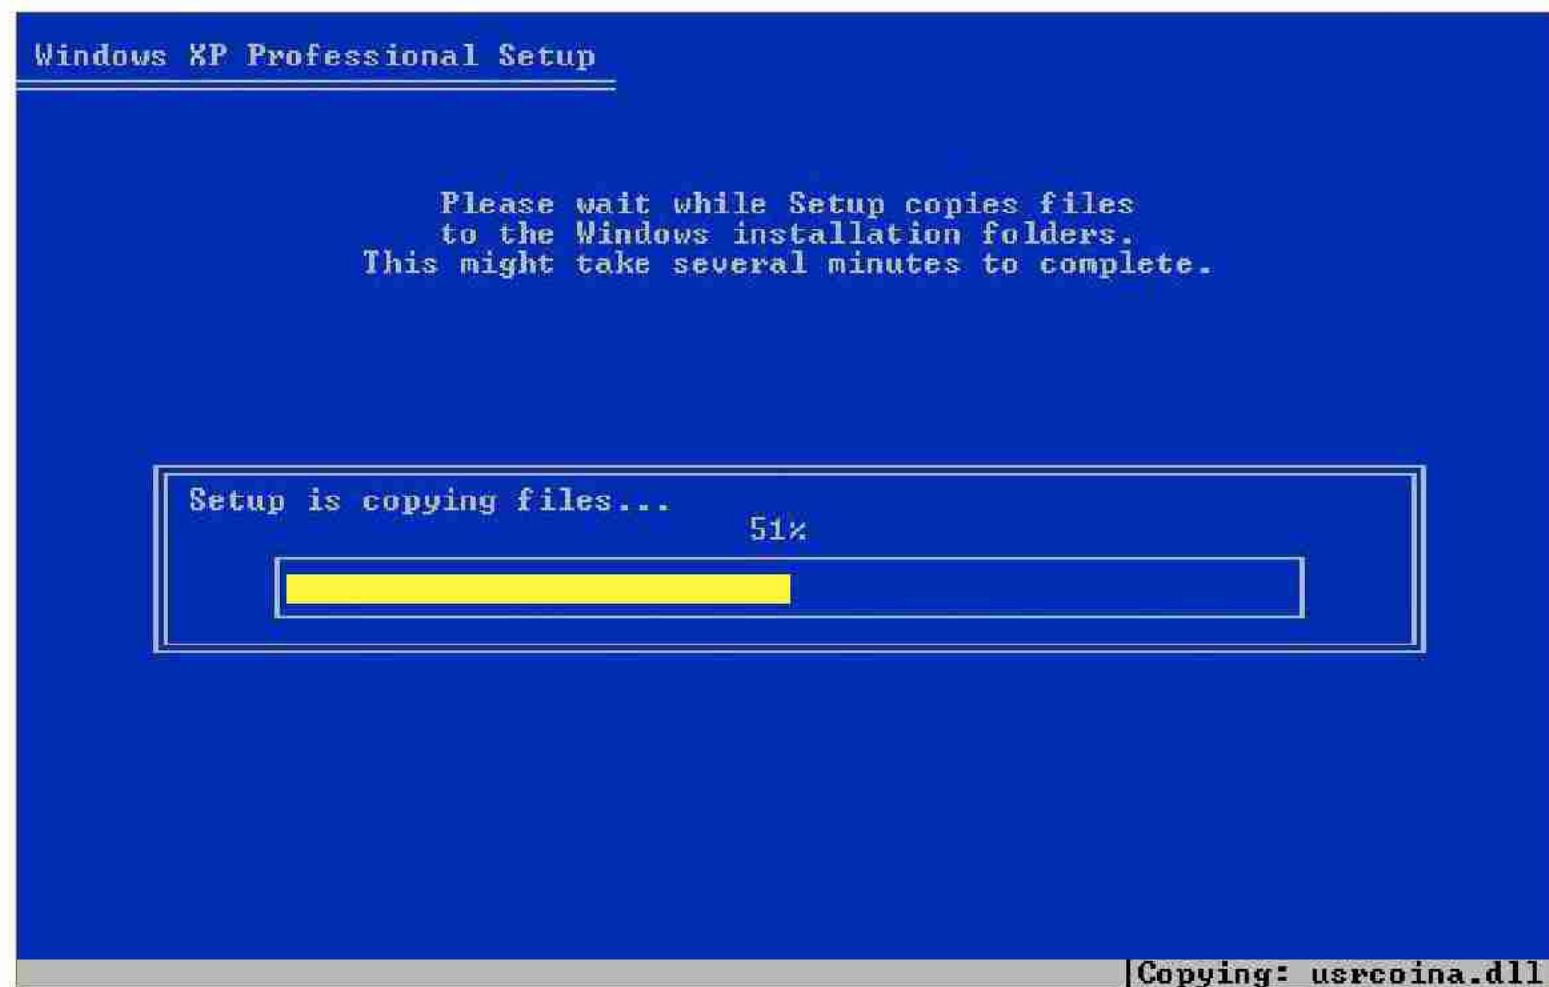 Windows XP Professional Setup
Please wait while Setup copies files
to the Windows installation folders.
This might take several minutes to complete.
Setup is copying files...
51%
|Copying: usrcoina.dll